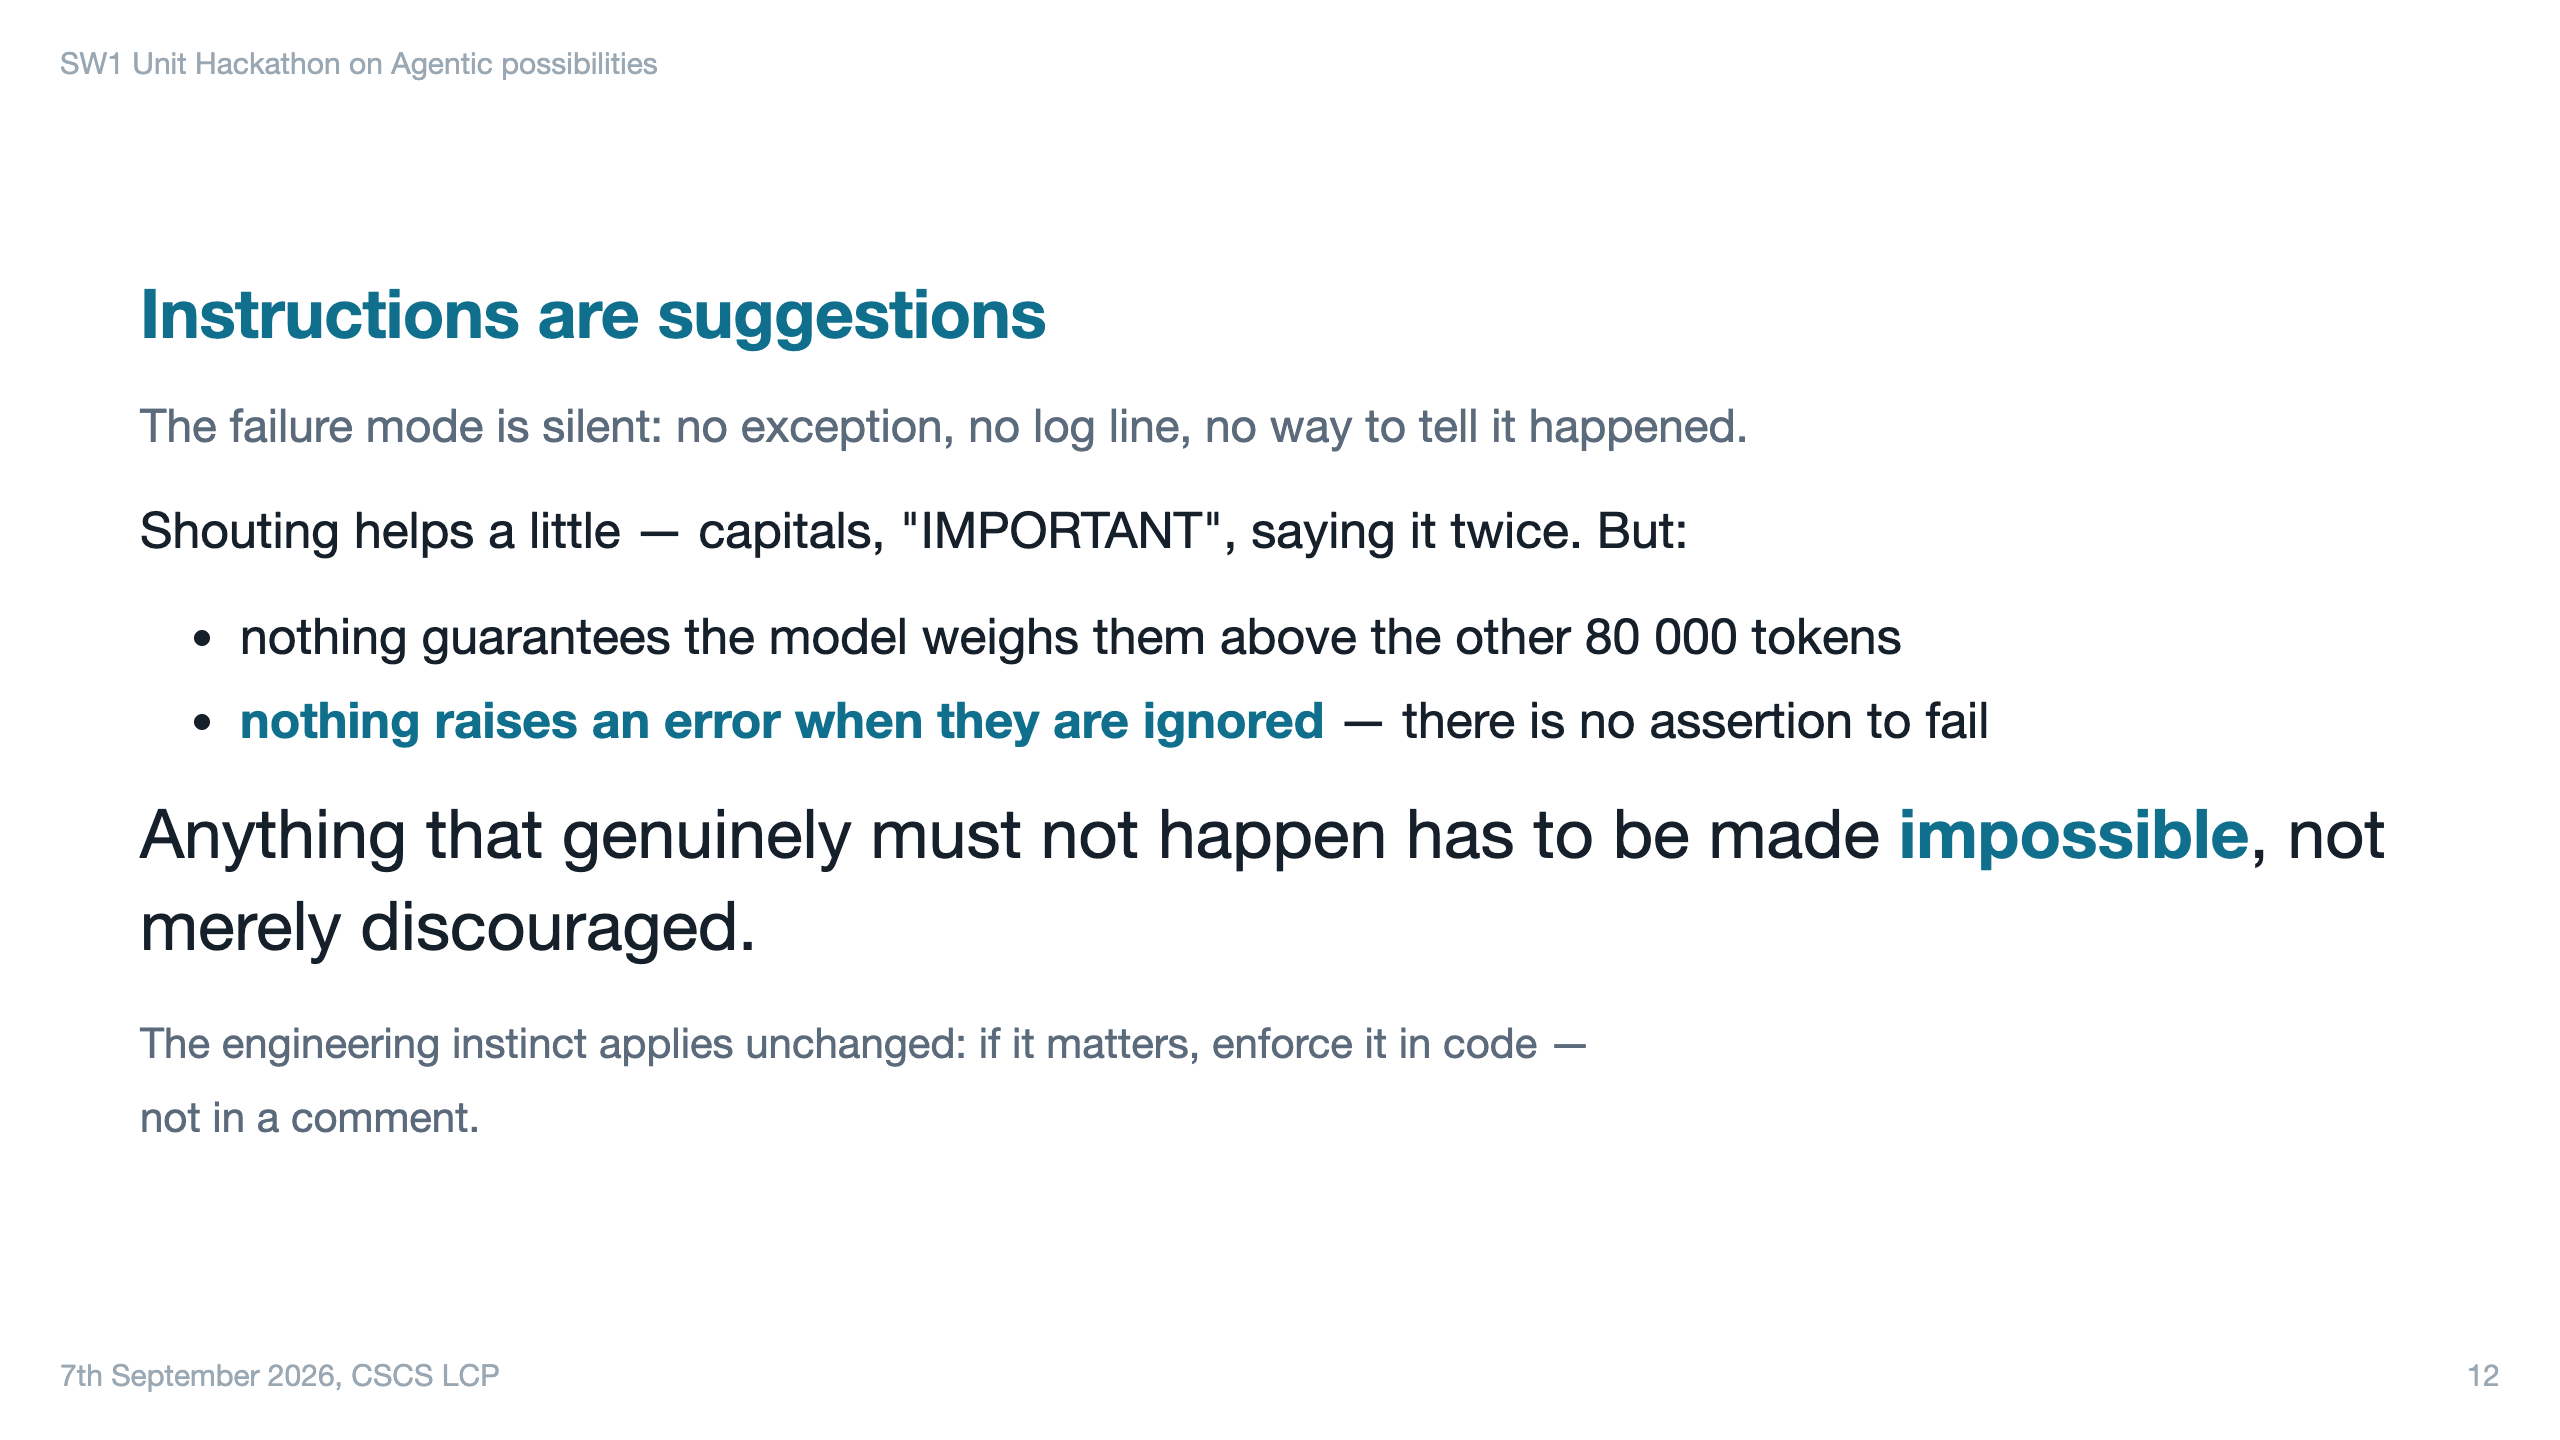 SW1 Unit Hackathon on Agentic possibilities
Instructions are suggestions
The failure mode is silent: no exception, no log line, no way to tell it happened.
Shouting helps a little — capitals, "IMPORTANT", saying it twice. But:
• nothing guarantees the model weighs them above the other 80 000 tokens
• nothing raises an error when they are ignored — there is no assertion to fail
Anything that genuinely must not happen has to be made impossible, not
merely discouraged.
The engineering instinct applies unchanged: if it matters, enforce it in code —
not in a comment.
7th September 2026, CSCS LCP
12